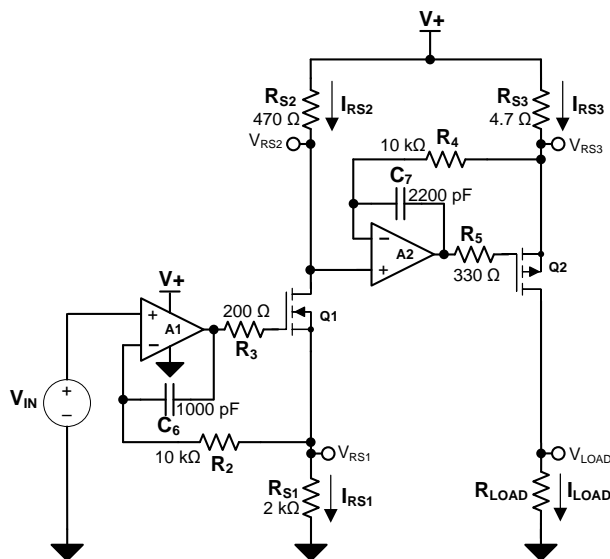 V+
RS2
IRS2
470 Ω
VRS2
RS3
IRS3
4.7 Ω
VRS3
10 kΩ
R4
C7
2200 pF
−
+
A2
R5
330 Ω
Q2
V+
+
−
A1
200 Ω
R3
Q1
VIN
+
−
C6
1000 pF
10 kΩ
R2
VRS1
RS1
2 kΩ
IRS1
VLOAD
RLOAD
ILOAD